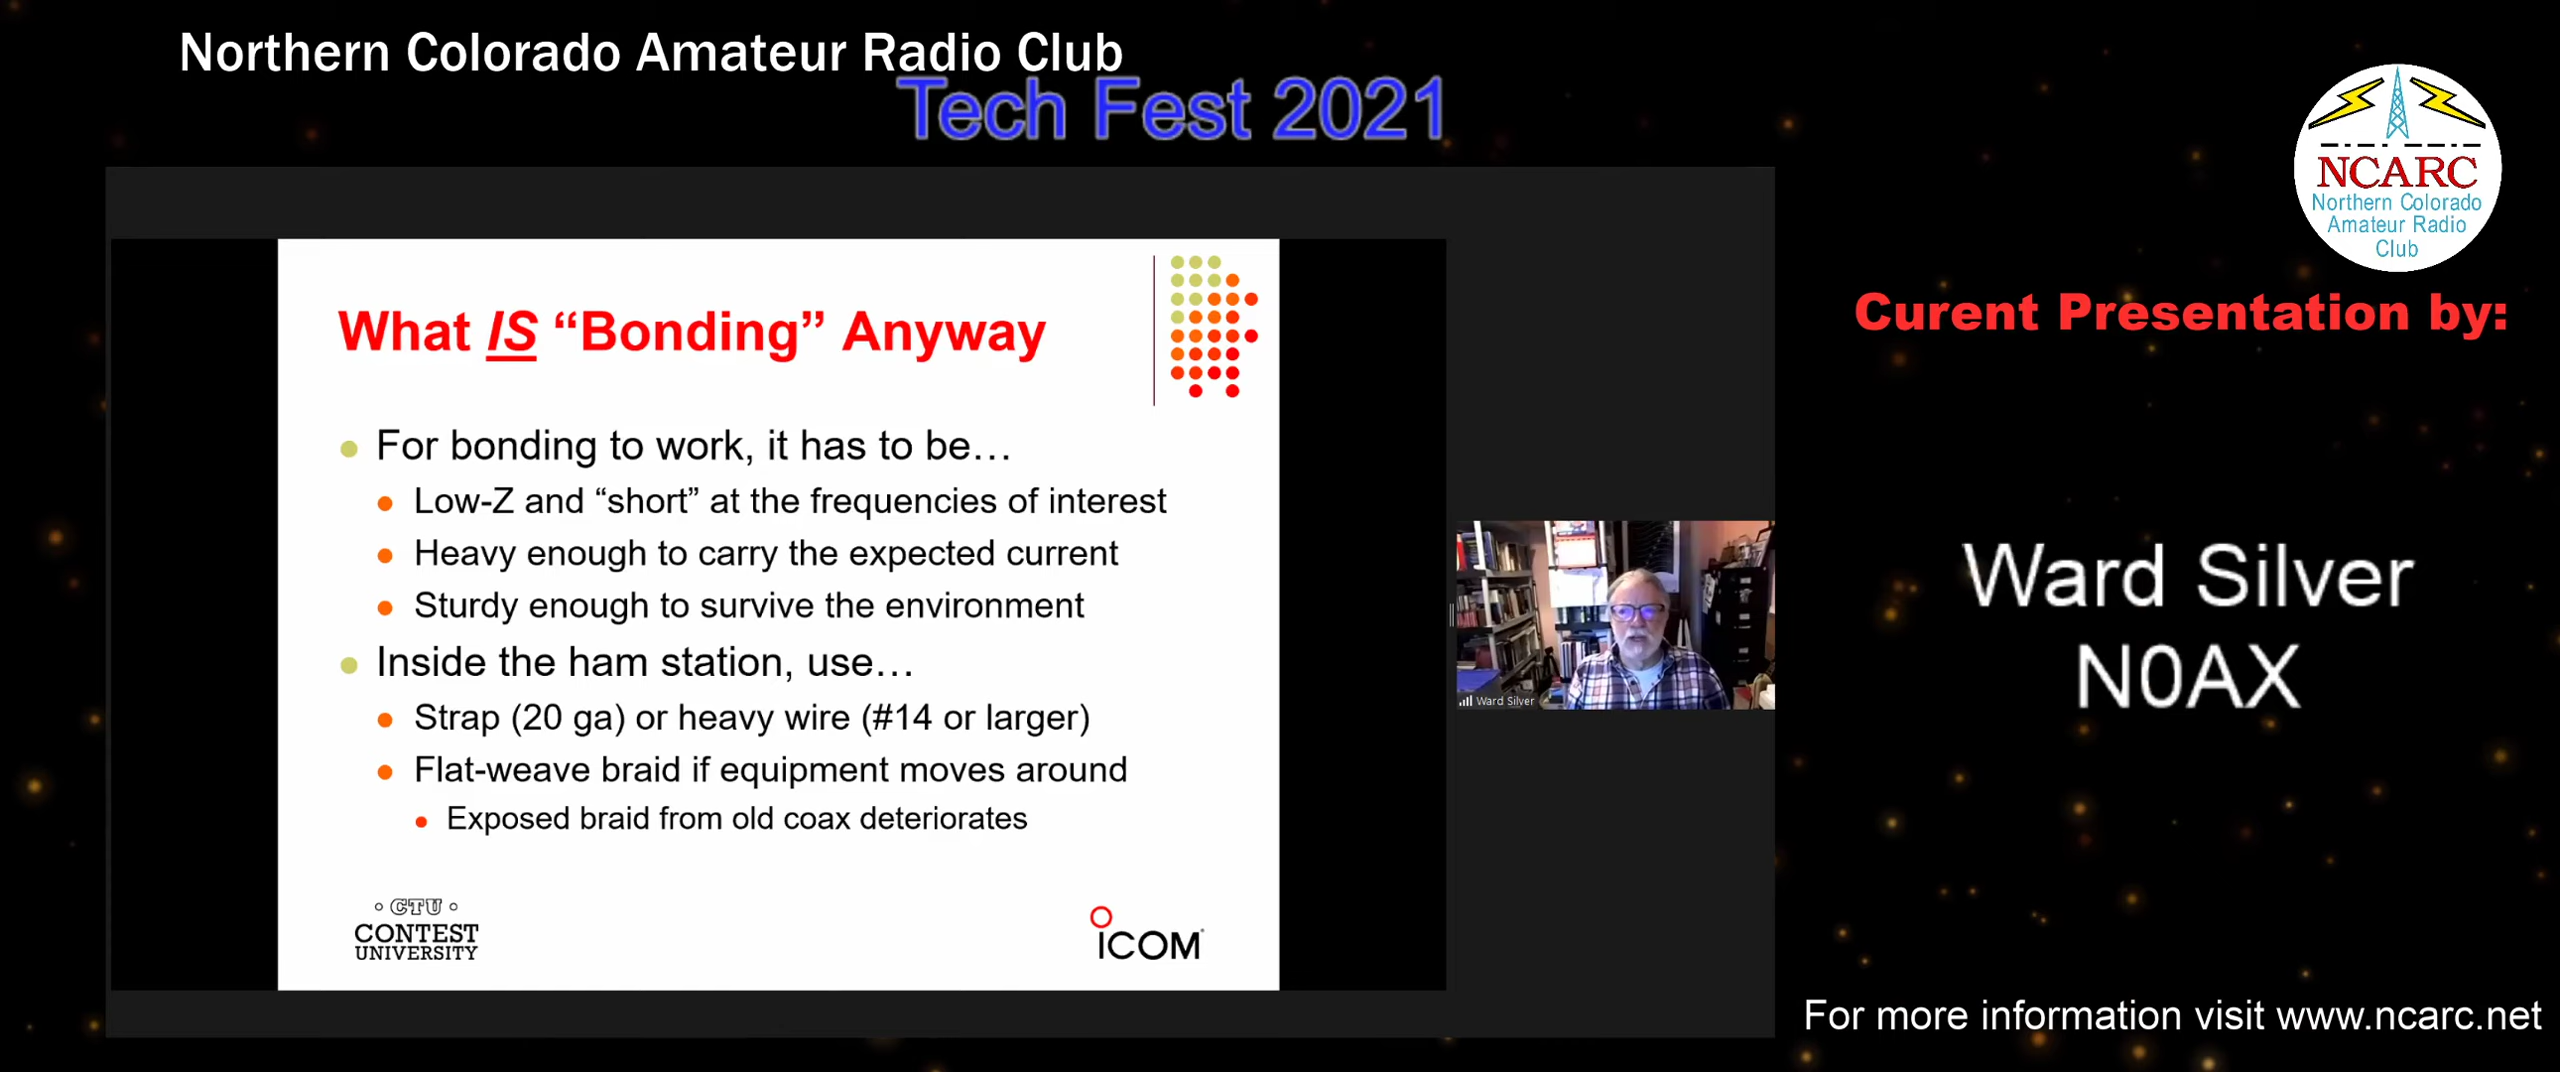 Northern Colorado Amateur Radio Club
Tech Fest 2021
NCARC
Northern Colorado
Amateur Radio
Club
Curent Presentation by:
Ward Silver
N0AX
What IS “Bonding” Anyway
For bonding to work, it has to be…
Low-Z and “short” at the frequencies of interest
Heavy enough to carry the expected current
Sturdy enough to survive the environment
Inside the ham station, use…
Strap (20 ga) or heavy wire (#14 or larger)
Flat-weave braid if equipment moves around
Exposed braid from old coax deteriorates
CTU
CONTEST
UNIVERSITY
ICOM
Ward Silver
For more information visit www.ncarc.net